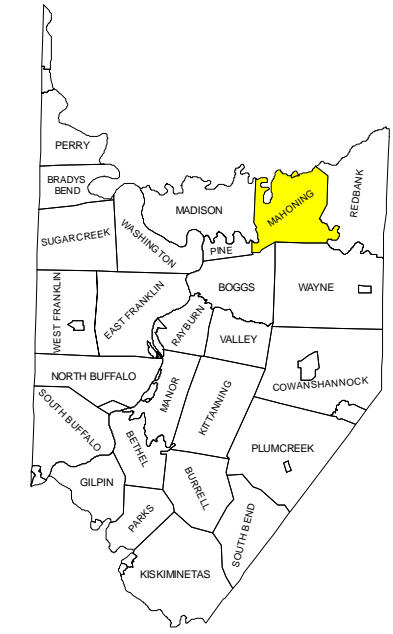 PERRY
BRADYS
BEND
MADISON
MAHONING
REDBANK
SUGARCREEK
WASHINGTON
PINE
WEST FRANKLIN
EAST FRANKLIN
BOGGS
WAYNE
RAYBURN
VALLEY
NORTH BUFFALO
MANOR
KITTANNING
COWANSHANNOCK
SOUTH BUFFALO
BETHEL
PLUMCREEK
GILPIN
BURRELL
PARKS
SOUTH BEND
KISKIMINETAS